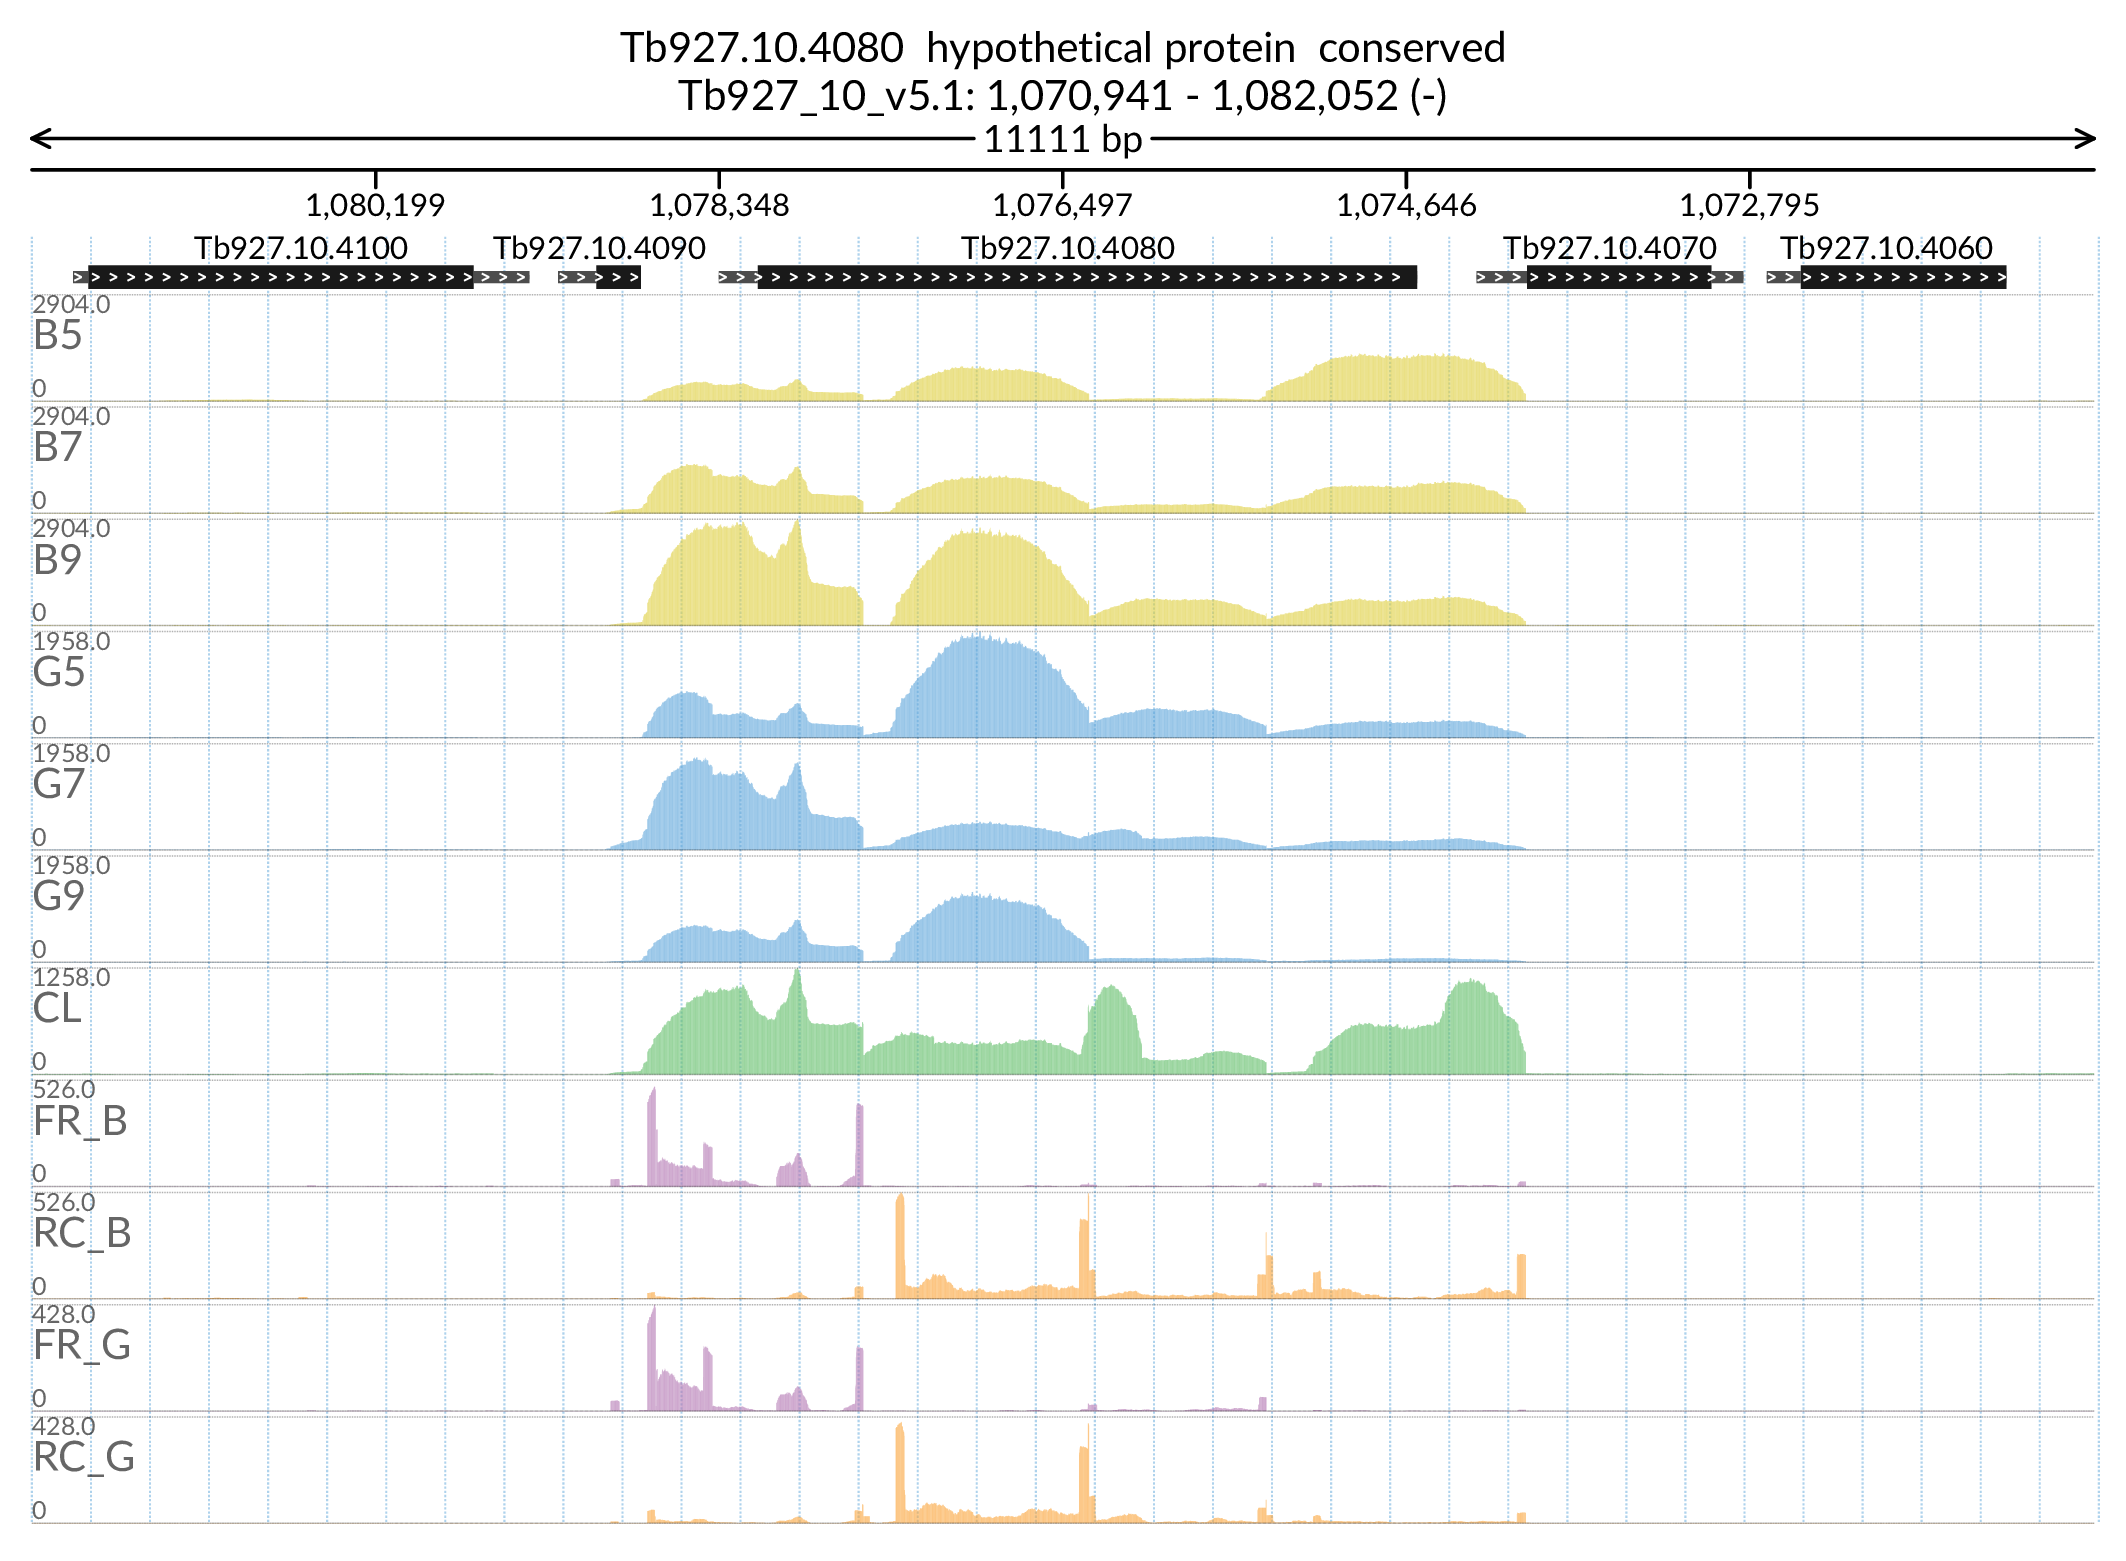 Tb927.10.4080  hypothetical protein  conserved
Tb927_10_v5.1: 1,070,941 - 1,082,052 (-)
11111 bp
1,080,199 1,078,348 1,076,497 1,074,646 1,072,795
Tb927.10.4100 Tb927.10.4090 Tb927.10.4080 Tb927.10.4070 Tb927.10.4060
2904.0
B5
0
2904.0
B7
0
2904.0
B9
0
1958.0
G5
0
1958.0
G7
0
1958.0
G9
0
1258.0
CL
0
526.0
FR_B
0
526.0
RC_B
0
428.0
FR_G
0
428.0
RC_G
0